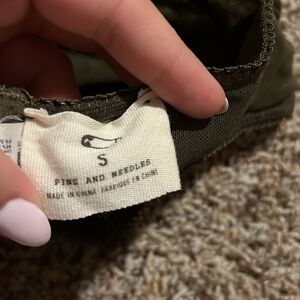 S
PINS AND NEEDLES
MADE IN CHINA FABRIQUÉ EN CHINE